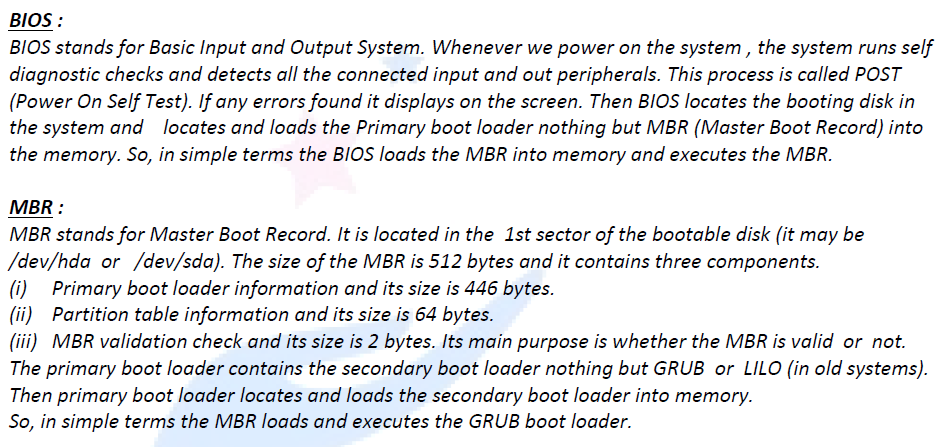 BIOS :
BIOS stands for Basic Input and Output System. Whenever we power on the system , the system runs self
diagnostic checks and detects all the connected input and out peripherals. This process is called POST
(Power On Self Test). If any errors found it displays on the screen. Then BIOS locates the booting disk in
the system and locates and loads the Primary boot loader nothing but MBR (Master Boot Record) into
the memory. So, in simple terms the BIOS loads the MBR into memory and executes the MBR.
MBR :
MBR stands for Master Boot Record. It is located in the 1st sector of the bootable disk (it may be
/dev/hda or /dev/sda). The size of the MBR is 512 bytes and it contains three components.
(i) Primary boot loader information and its size is 446 bytes.
(ii) Partition table information and its size is 64 bytes.
(iii) MBR validation check and its size is 2 bytes. Its main purpose is whether the MBR is valid or not.
The primary boot loader contains the secondary boot loader nothing but GRUB or LILO (in old systems).
Then primary boot loader locates and loads the secondary boot loader into memory.
So, in simple terms the MBR loads and executes the GRUB boot loader.